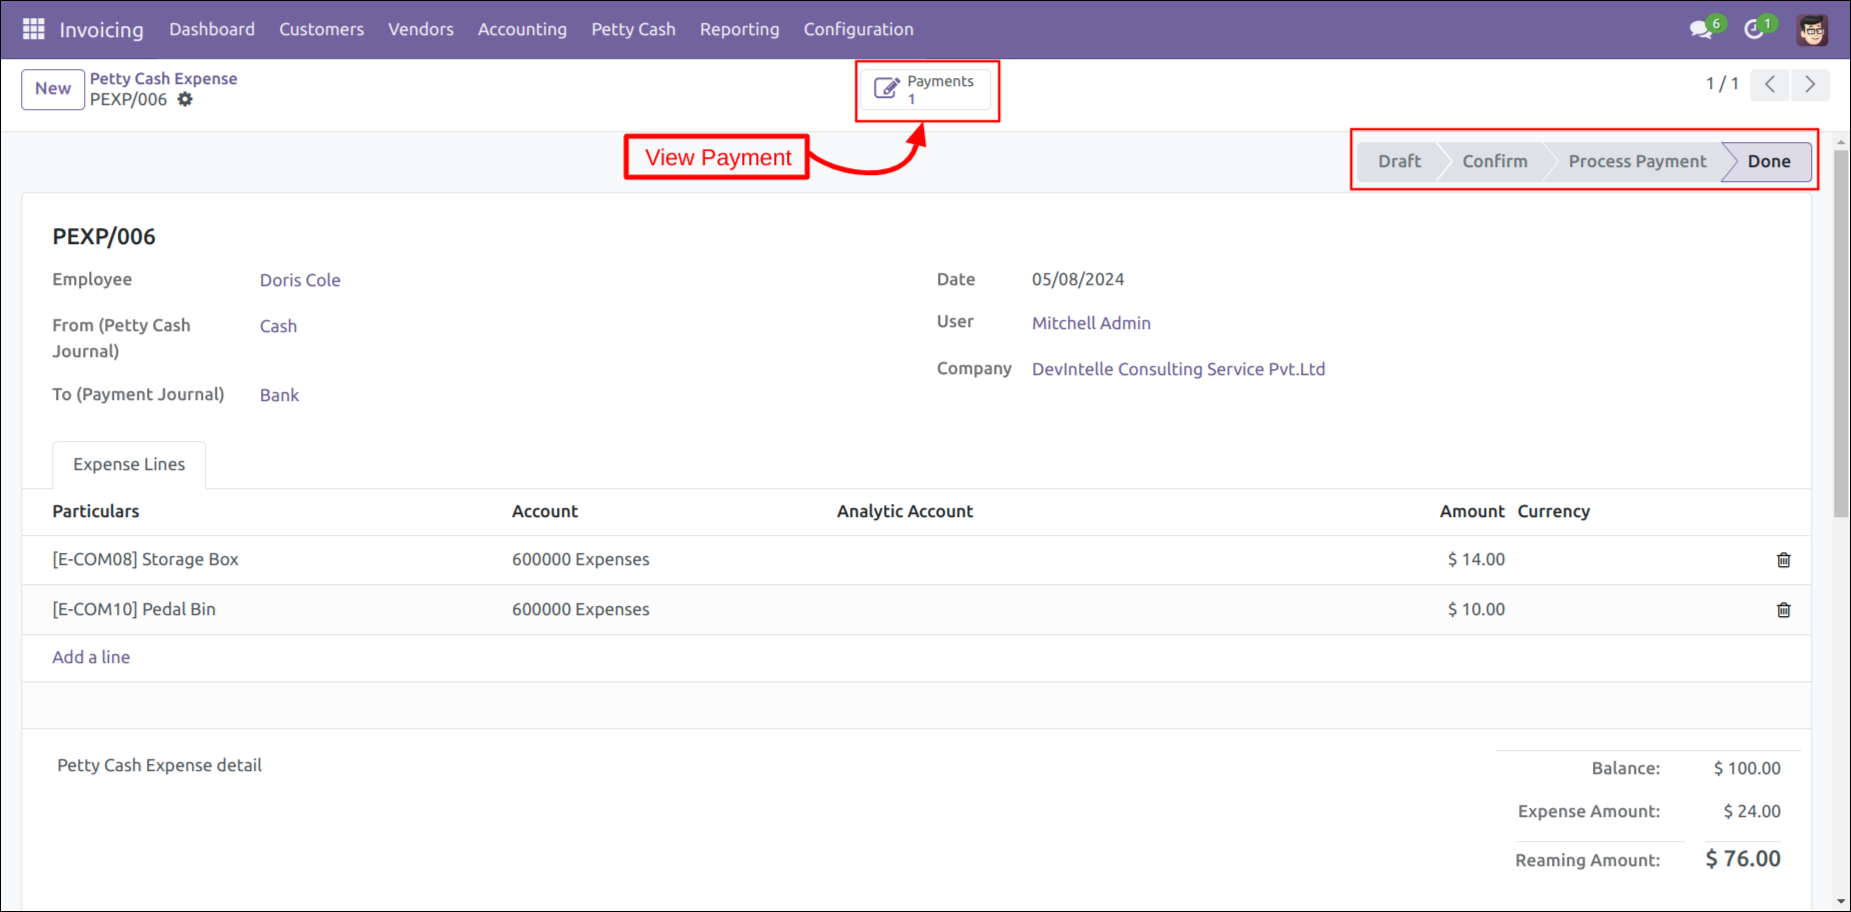 Invoicing Dashboard Customers Vendors Accounting Petty Cash Reporting Configuration 6 1
New Petty Cash Expense
PEXP/006
Payments
1
1 / 1
View Payment
Draft Confirm Process Payment Done
PEXP/006
Employee Doris Cole
From (Petty Cash Journal) Cash
To (Payment Journal) Bank
Date 05/08/2024
User Mitchell Admin
Company DevIntelle Consulting Service Pvt.Ltd
Expense Lines
Particulars Account Analytic Account Amount Currency
[E-COM08] Storage Box 600000 Expenses $ 14.00
[E-COM10] Pedal Bin 600000 Expenses $ 10.00
Add a line
Petty Cash Expense detail
Balance: $ 100.00
Expense Amount: $ 24.00
Reaming Amount: $ 76.00